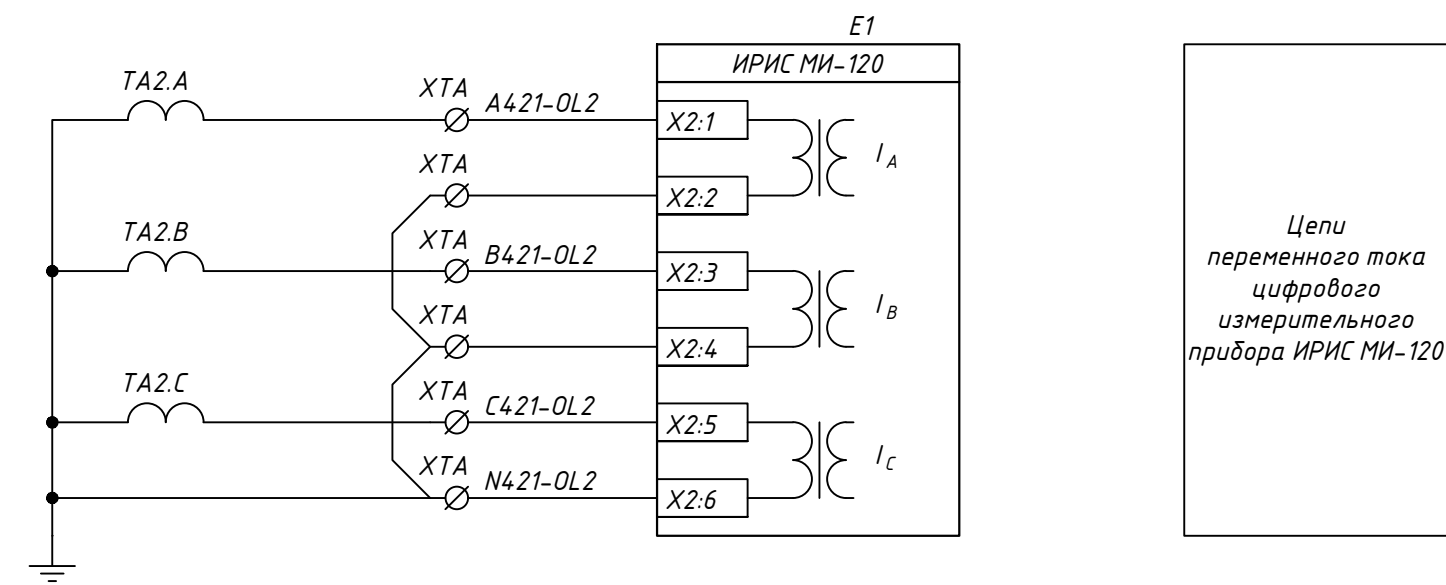 E1
ИРИС МИ-120
TA2.A
XTA
A421-OL2
X2:1
I A
XTA
X2:2
TA2.B
XTA
B421-OL2
X2:3
I B
XTA
X2:4
TA2.C
XTA
C421-OL2
X2:5
I C
XTA
N421-OL2
X2:6
Цепи
переменного тока
цифрового
измерительного
прибора ИРИС МИ-120